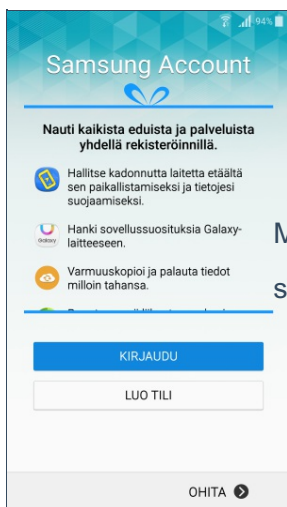 94%
Samsung Account
Nauti kaikista eduista ja palveluista
yhdellä rekisteröinnillä.
Hallitse kadonnutta laitetta etäältä
sen paikallistamiseksi ja tietojesi
suojaamiseksi.
GALAXY
Hanki sovellussuosituksia Galaxy-
laitteeseen.
M
Varmuuskopioi ja palauta tiedot
milloin tahansa.
s
KIRJAUDU
LUO TILI
OHITA